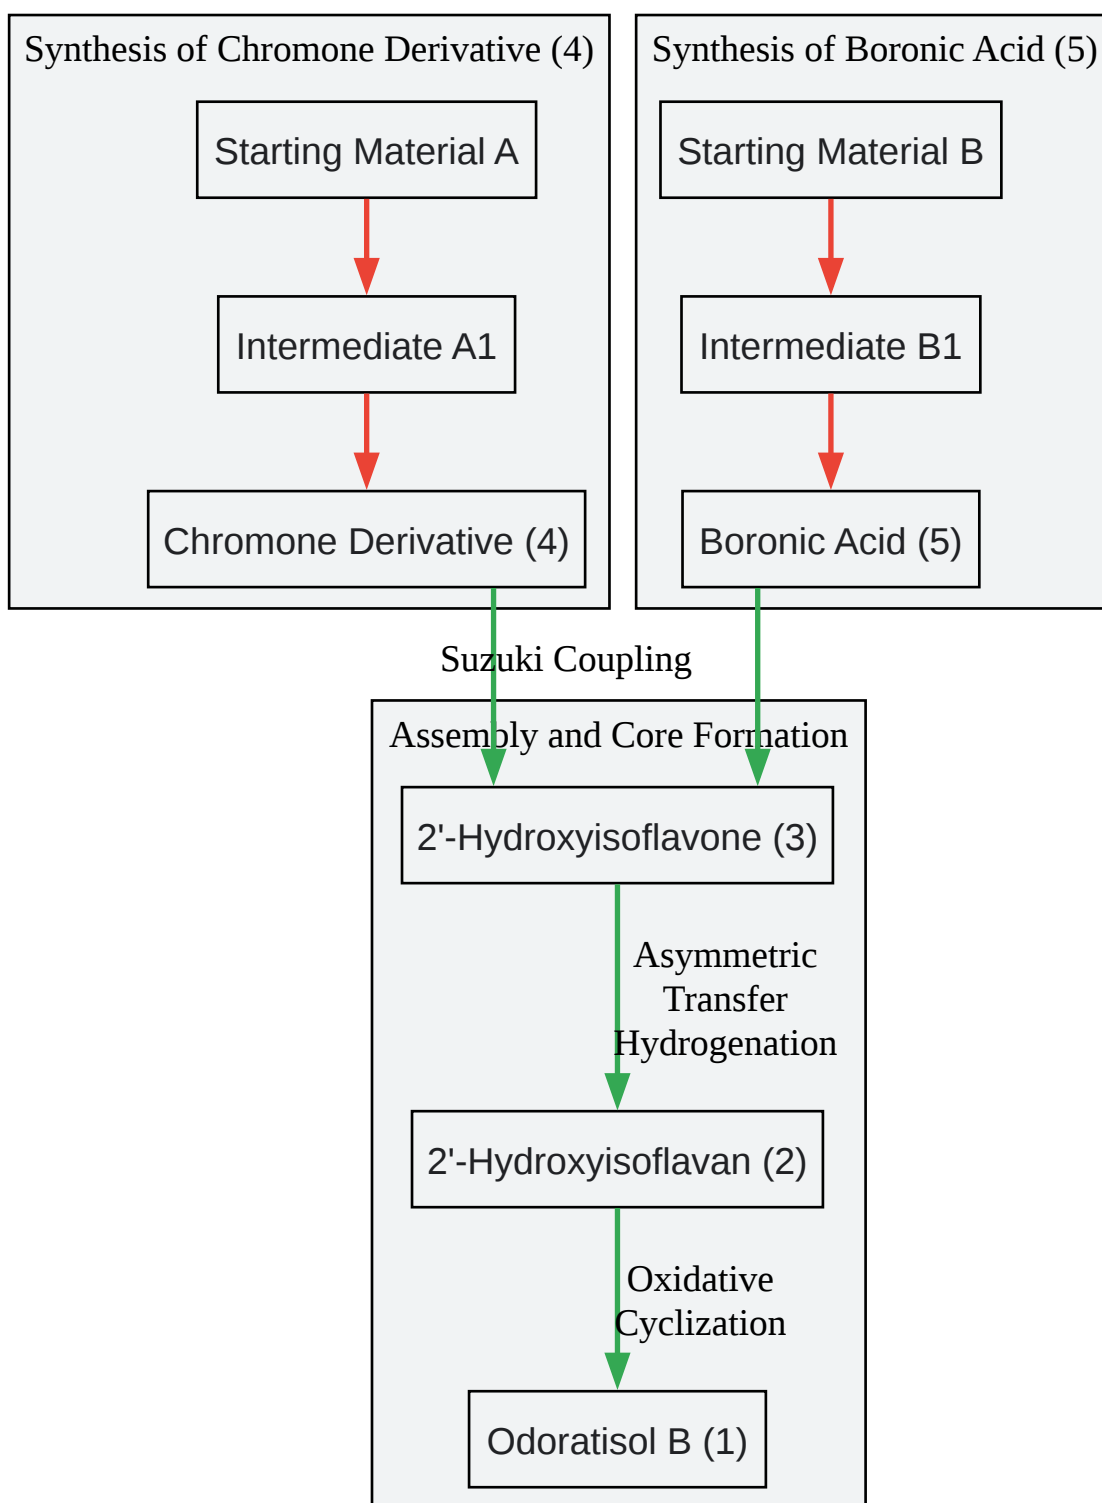 Synthesis of Chromone Derivative (4)
Starting Material A
Intermediate A1
Chromone Derivative (4)
Synthesis of Boronic Acid (5)
Starting Material B
Intermediate B1
Boronic Acid (5)
Suzuki Coupling
Assembly and Core Formation
2'-Hydroxyisoflavone (3)
Asymmetric
Transfer
Hydrogenation
2'-Hydroxyisoflavan (2)
Oxidative
Cyclization
Odoratisol B (1)